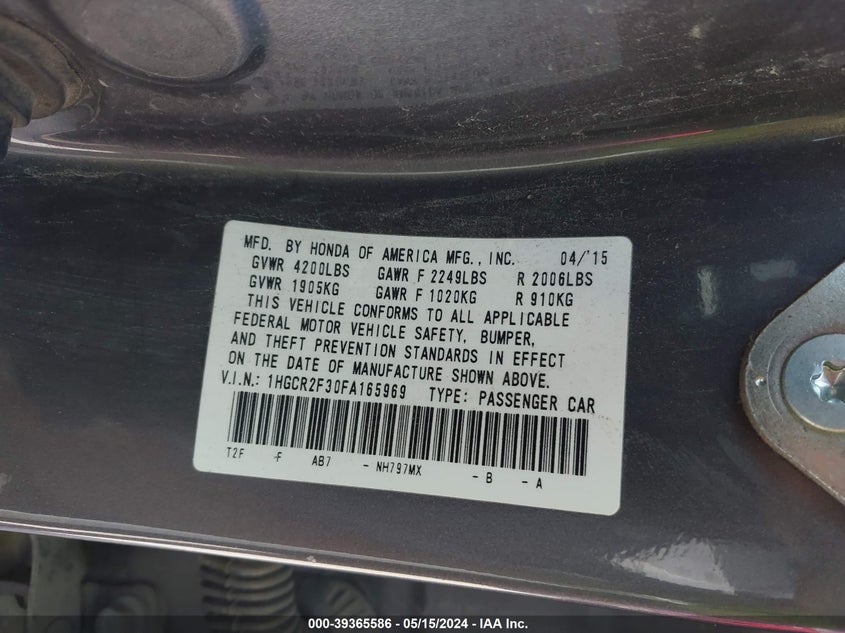 MFD. BY HONDA OF AMERICA MFG., INC. 04/'15
GVWR 4200LBS GAWR F 2249LBS R 2006LBS
GVWR 1905KG GAWR F 1020KG R 910KG
THIS VEHICLE CONFORMS TO ALL APPLICABLE
FEDERAL MOTOR VEHICLE SAFETY, BUMPER,
AND THEFT PREVENTION STANDARDS IN EFFECT
ON THE DATE OF MANUFACTURE SHOWN ABOVE.
V.I.N.: 1HGCR2F30FA165969 TYPE: PASSENGER CAR
T2F -F AB7 - NH797MX - B - A
000-39365586 - 05/15/2024 - IAA Inc.